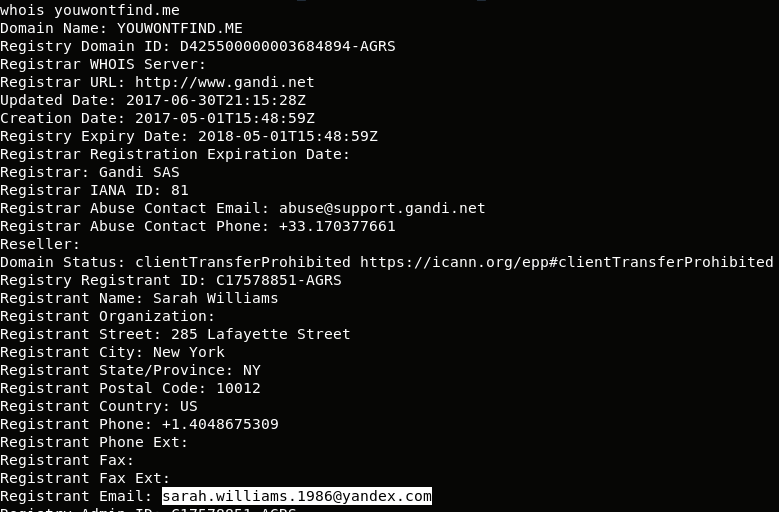 whois youwontfind.me
Domain Name: YOUWONTFIND.ME
Registry Domain ID: D425500000003684894-AGRS
Registrar WHOIS Server:
Registrar URL: http://www.gandi.net
Updated Date: 2017-06-30T21:15:28Z
Creation Date: 2017-05-01T15:48:59Z
Registry Expiry Date: 2018-05-01T15:48:59Z
Registrar Registration Expiration Date:
Registrar: Gandi SAS
Registrar IANA ID: 81
Registrar Abuse Contact Email: abuse@support.gandi.net
Registrar Abuse Contact Phone: +33.170377661
Reseller:
Domain Status: clientTransferProhibited https://icann.org/epp#clientTransferProhibited
Registry Registrant ID: C17578851-AGRS
Registrant Name: Sarah Williams
Registrant Organization:
Registrant Street: 285 Lafayette Street
Registrant City: New York
Registrant State/Province: NY
Registrant Postal Code: 10012
Registrant Country: US
Registrant Phone: +1.4048675309
Registrant Phone Ext:
Registrant Fax:
Registrant Fax Ext:
Registrant Email: sarah.williams.1986@yandex.com
Registry Admin ID: C17578851-AGRS